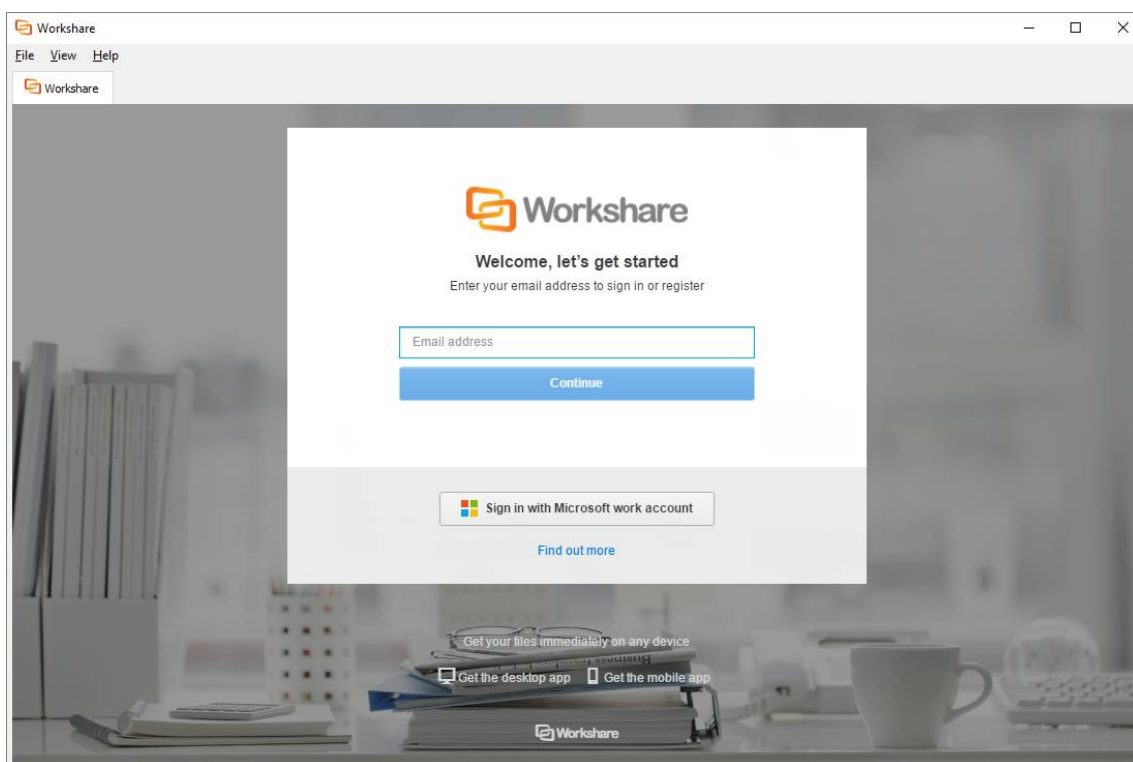 Workshare
File View Help
Workshare
Workshare
Welcome, let's get started
Enter your email address to sign in or register
Email address
Continue
Sign in with Microsoft work account
Find out more
Get your files immediately on any device
Get the desktop app Get the mobile app
Workshare